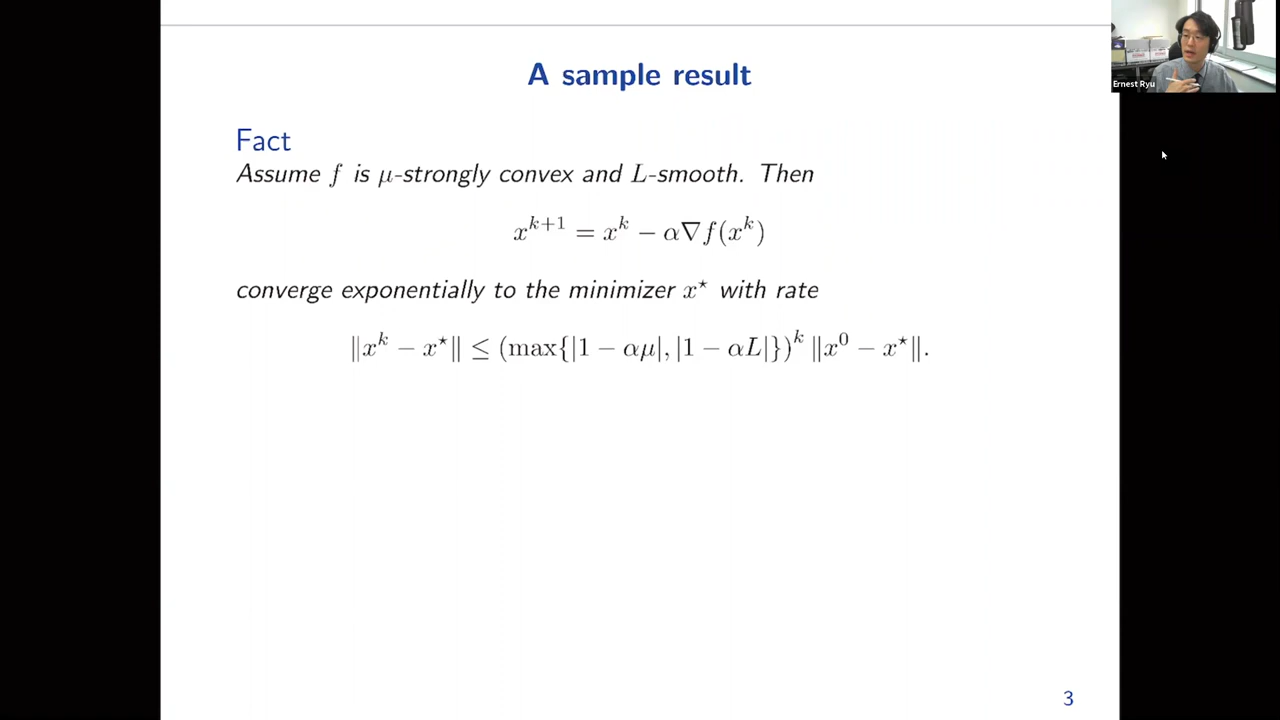 A sample result
Ernest Ryu
Fact
Assume f is μ-strongly convex and L-smooth. Then
x^{k+1} = x^k − α∇f(x^k)
converge exponentially to the minimizer x^⋆ with rate
‖x^k − x^⋆‖ ≤ (max{|1 − αμ|, |1 − αL|})^k ‖x^0 − x^⋆‖.
3